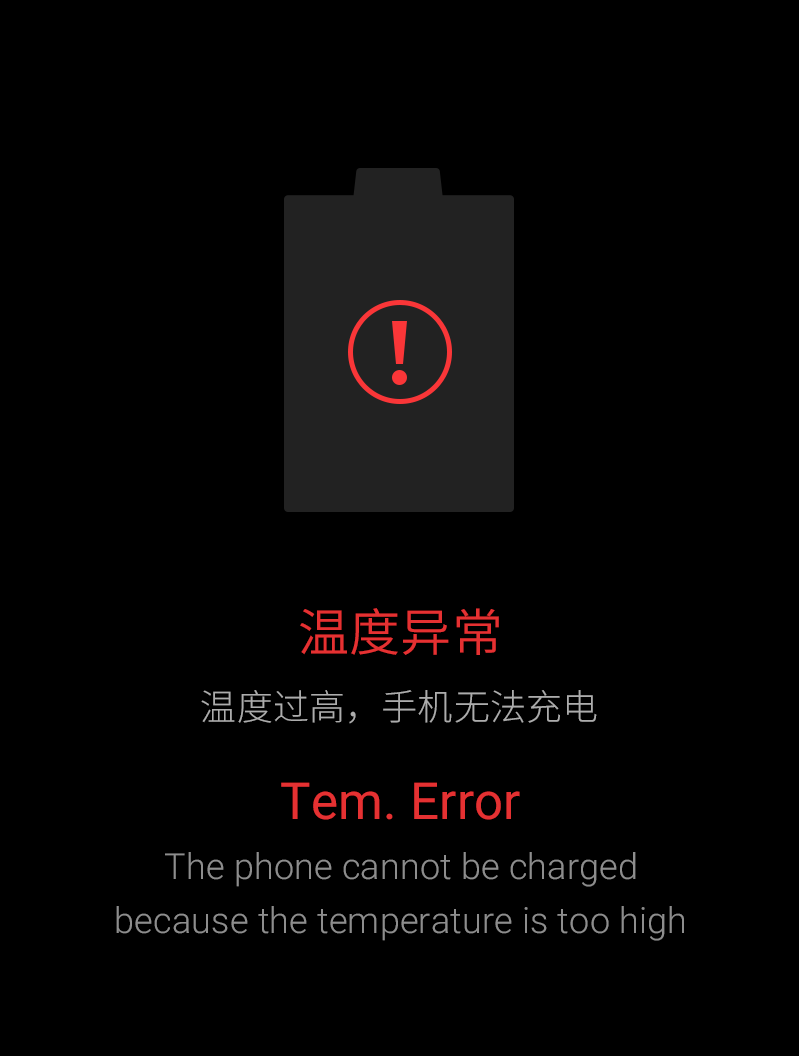 温度异常
温度过高，手机无法充电
Tem. Error
The phone cannot be charged
because the temperature is too high